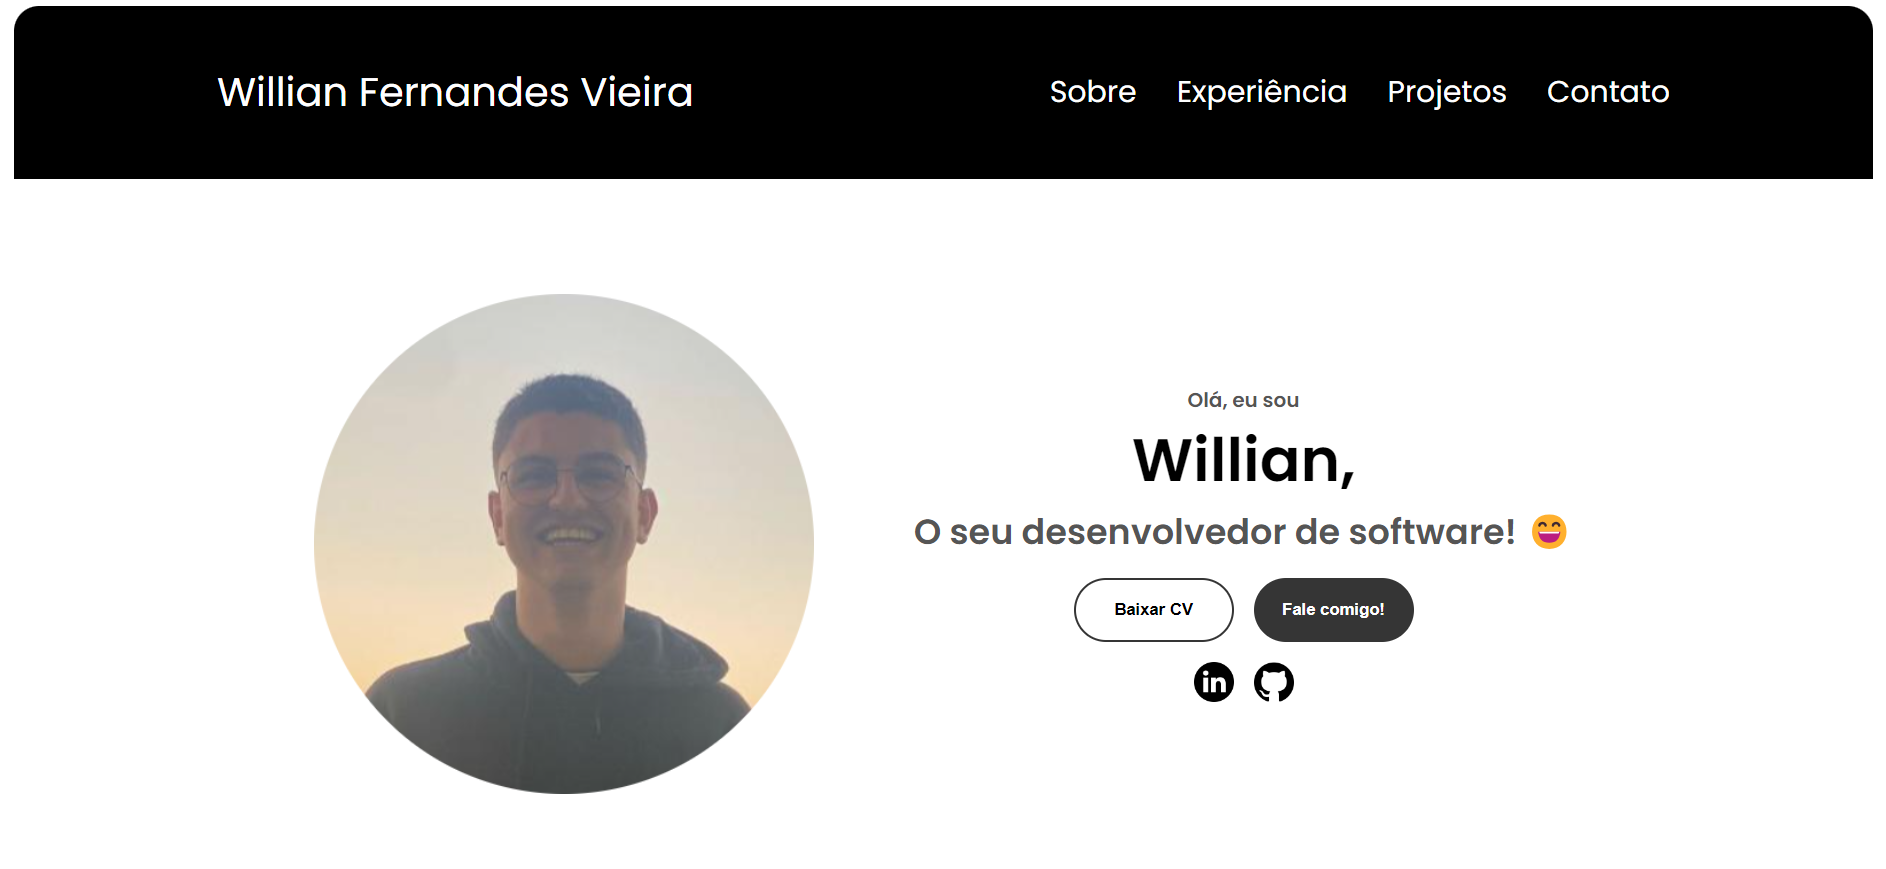 Willian Fernandes Vieira
Sobre Experiência Projetos Contato
Olá, eu sou
Willian,
O seu desenvolvedor de software! 😄
Baixar CV Fale comigo!
in